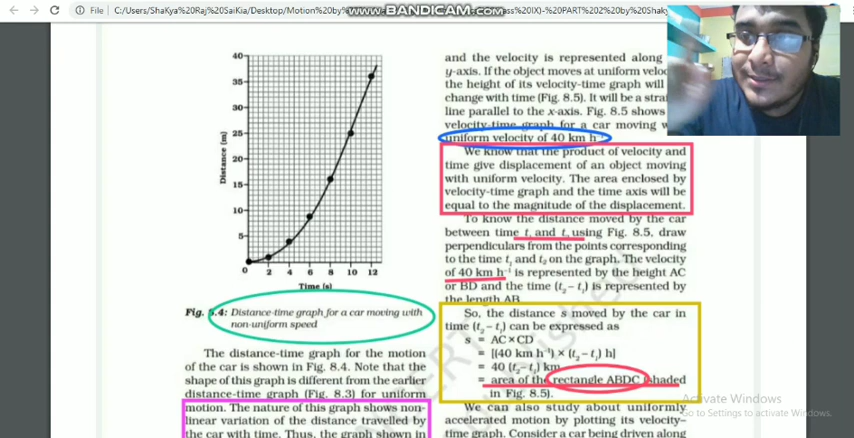 File
C:/Users/ShaKya%20Raj%20SaiKia/Desktop/Motion%20by
ass%20IX)-%20PART%202%20by%20Shaky
www.BANDICAM.com
40
35
30
25
20
15
10
5
0 2 4 6 8 10 12
Distance (m)
Time (s)
Fig. 8.4: Distance-time graph for a car moving with
non-uniform speed
The distance-time graph for the motion
of the car is shown in Fig. 8.4. Note that the
shape of this graph is different from the earlier
distance-time graph (Fig. 8.3) for uniform
motion. The nature of this graph shows non-
linear variation of the distance travelled by
the car with time. Thus, the graph shown in
and the velocity is represented along
y-axis. If the object moves at uniform veloc
the height of its velocity-time graph will
change with time (Fig. 8.5). It will be a stra
line parallel to the x-axis. Fig. 8.5 shows
velocity-time graph for a car moving w
uniform velocity of 40 km h⁻¹.
We know that the product of velocity and
time give displacement of an object moving
with uniform velocity. The area enclosed by
velocity-time graph and the time axis will be
equal to the magnitude of the displacement.
To know the distance moved by the car
between time t₁ and t₂ using Fig. 8.5, draw
perpendiculars from the points corresponding
to the time t₁ and t₂ on the graph. The velocity
of 40 km h⁻¹ is represented by the height AC
or BD and the time (t₂ – t₁) is represented by
the length AB.
So, the distance s moved by the car in
time (t₂ – t₁) can be expressed as
s = AC × CD
= [(40 km h⁻¹) × (t₂ – t₁) h]
= 40 (t₂– t₁) km
= area of the rectangle ABDC (shaded
in Fig. 8.5).
We can also study about uniformly
accelerated motion by plotting its velocity-
time graph. Consider a car being driven along
Activate Windows
Go to Settings to activate Windows.